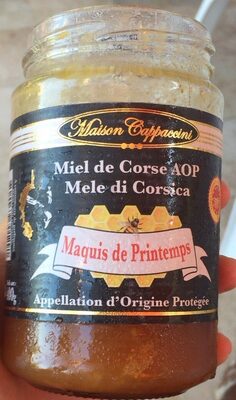 Maison Cappaccini
Miel de Corse AOP
Mele di Corsica
Maquis de Printemps
Appellation d'Origine Protégée